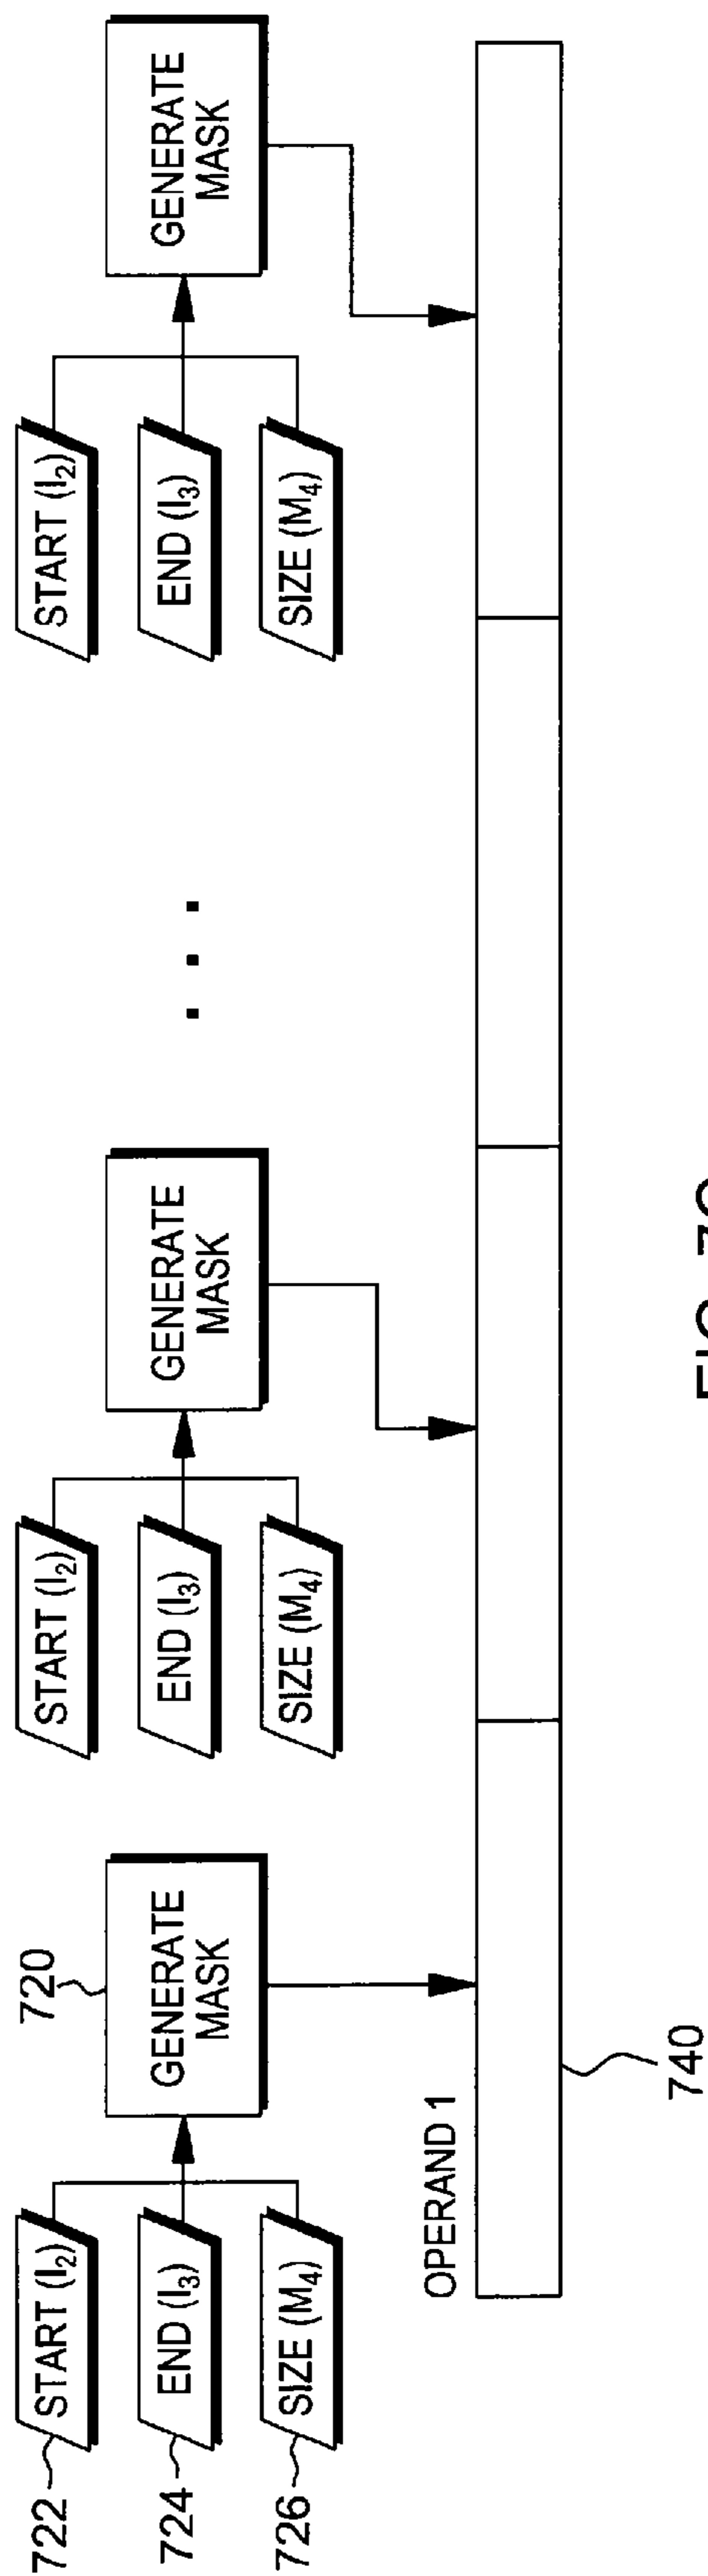 722
START (I₂)
724
END (I₃)
726
SIZE (M₄)
720
GENERATE
MASK
START (I₂)
END (I₃)
SIZE (M₄)
GENERATE
MASK
. . .
START (I₂)
END (I₃)
SIZE (M₄)
GENERATE
MASK
OPERAND 1
740
FIG